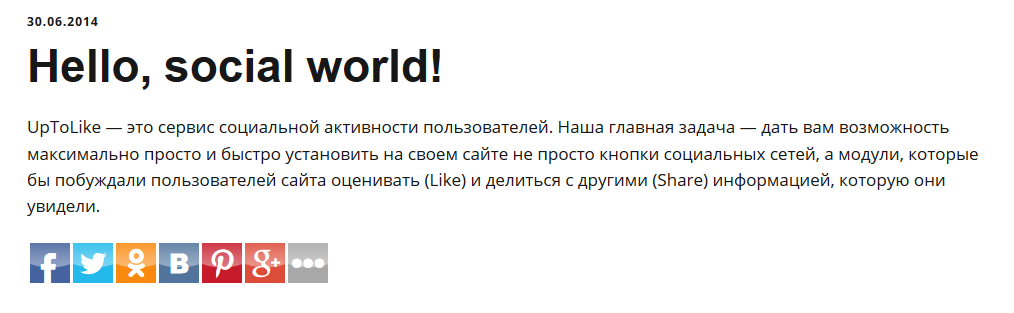 30.06.2014
Hello, social world!
UpToLike — это сервис социальной активности пользователей. Наша главная задача — дать вам возможность
максимально просто и быстро установить на своем сайте не просто кнопки социальных сетей, а модули, которые
бы побуждали пользователей сайта оценивать (Like) и делиться с другими (Share) информацией, которую они
увидели.